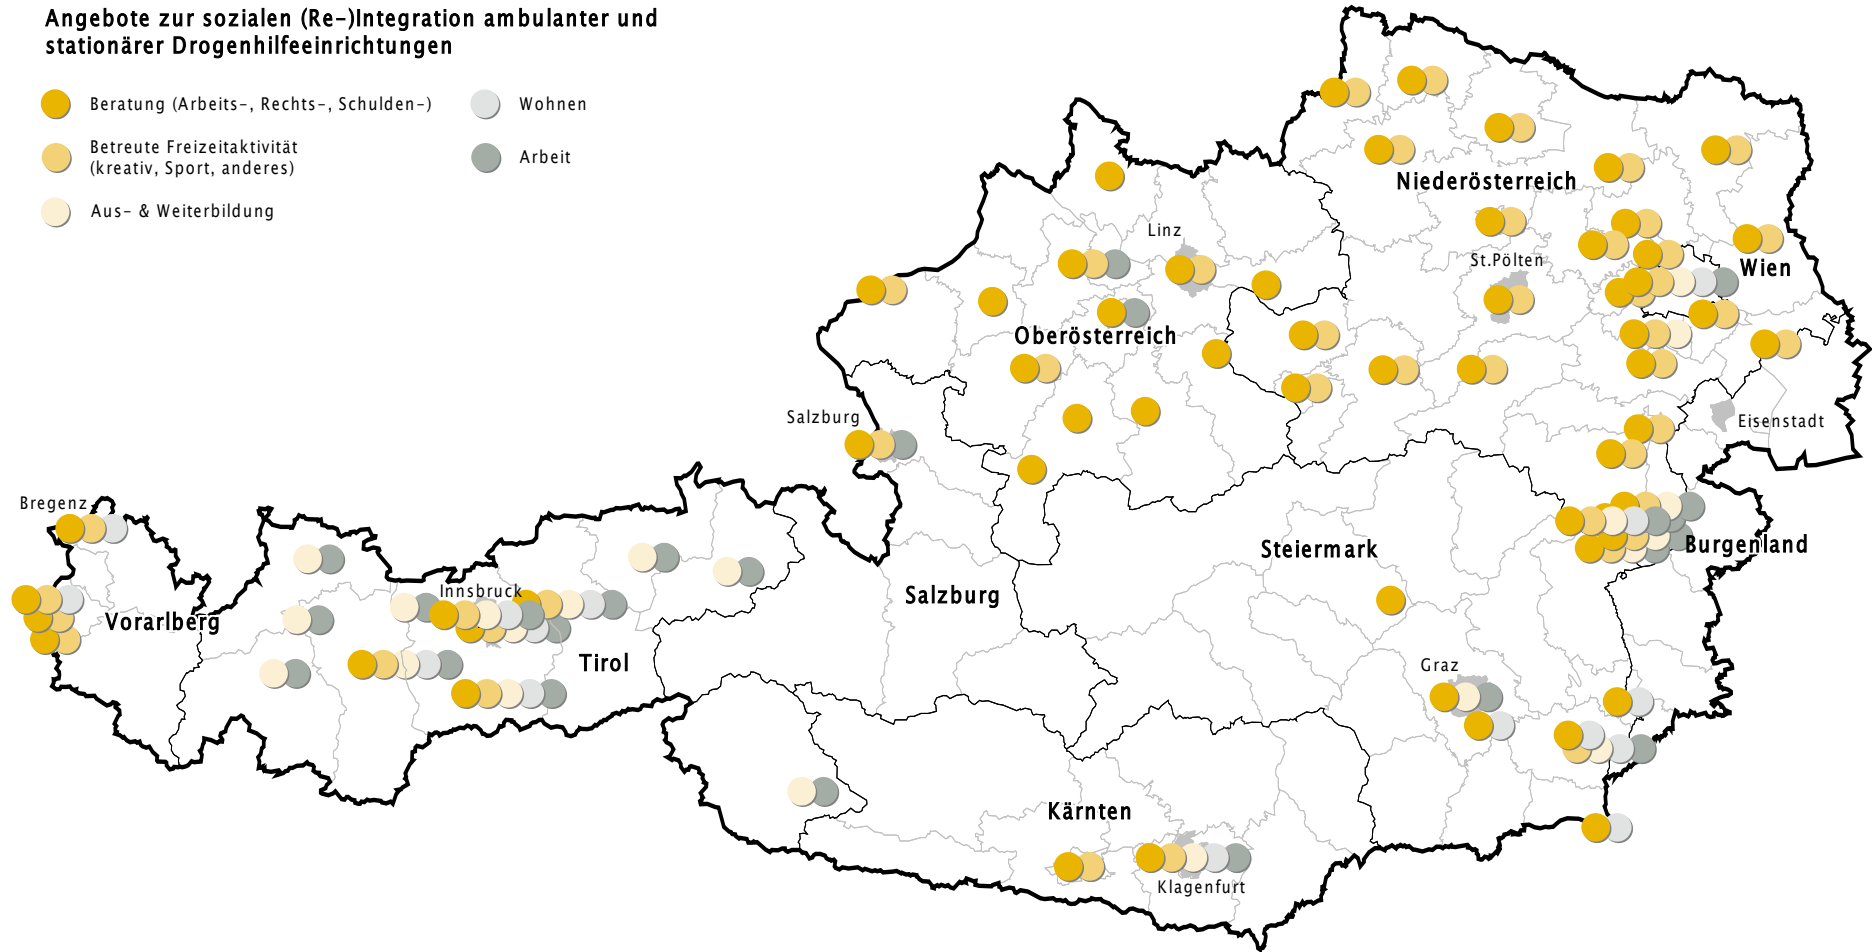 Angebote zur sozialen (Re-)Integration ambulanter und
stationärer Drogenhilfeeinrichtungen
Beratung (Arbeits-, Rechts-, Schulden-)
Betreute Freizeitaktivität
(kreativ, Sport, anderes)
Aus- & Weiterbildung
Wohnen
Arbeit
Niederösterreich
Linz
St.Pölten
Wien
Oberösterreich
Salzburg
Eisenstadt
Bregenz
Steiermark
Burgenland
Innsbruck
Salzburg
Vorarlberg
Tirol
Graz
Kärnten
Klagenfurt